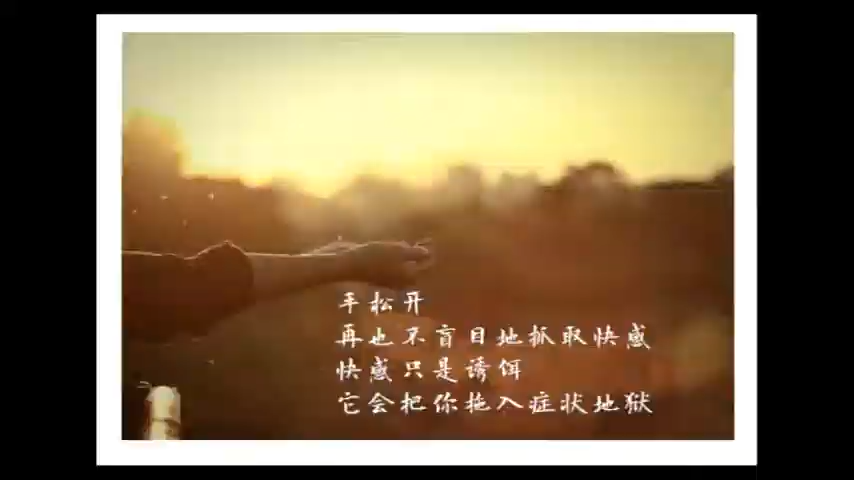 手松开
再也不盲目地抓取快感
快感只是诱饵
它会把你拖入症状地狱